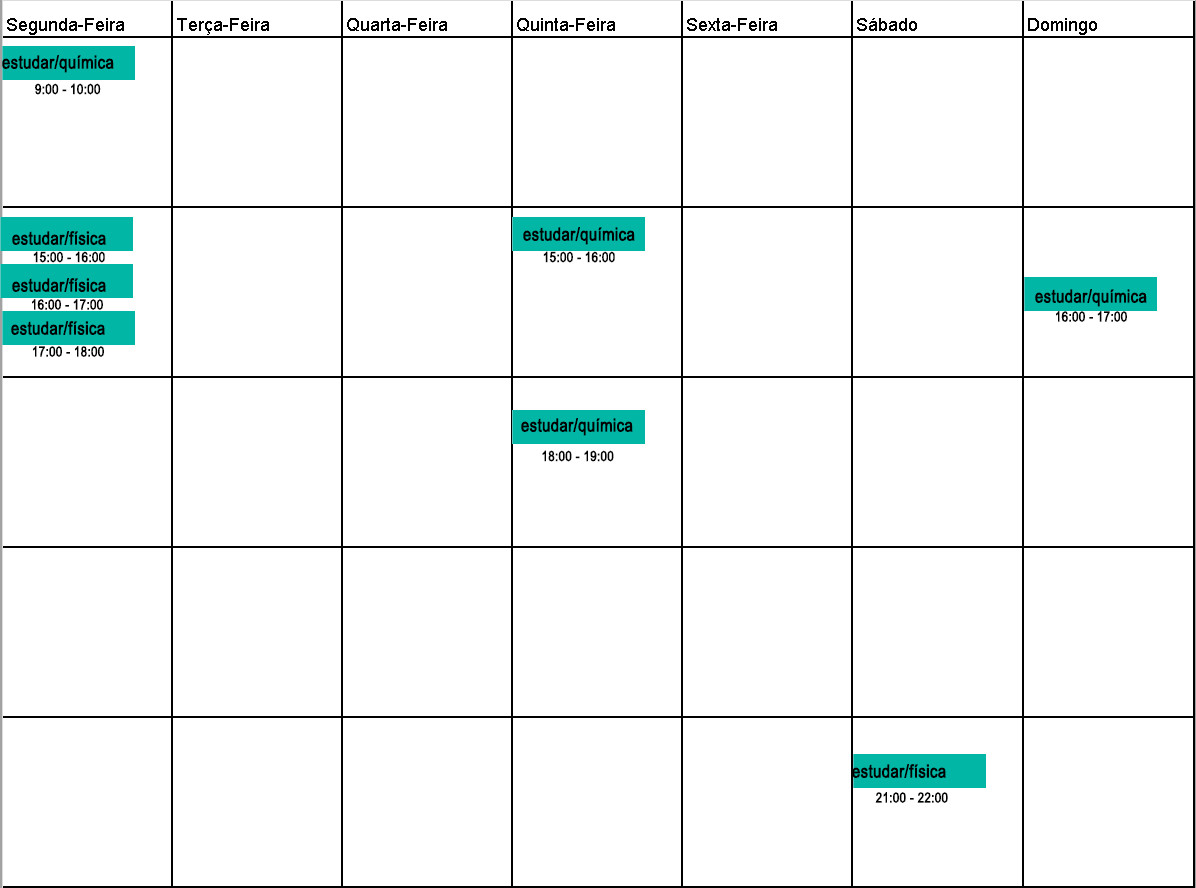 Segunda-Feira Terça-Feira Quarta-Feira Quinta-Feira Sexta-Feira Sábado Domingo
estudar/química
9:00 - 10:00
estudar/física
15:00 - 16:00
estudar/física
16:00 - 17:00
estudar/física
17:00 - 18:00
estudar/química
15:00 - 16:00
estudar/química
16:00 - 17:00
estudar/química
18:00 - 19:00
estudar/física
21:00 - 22:00